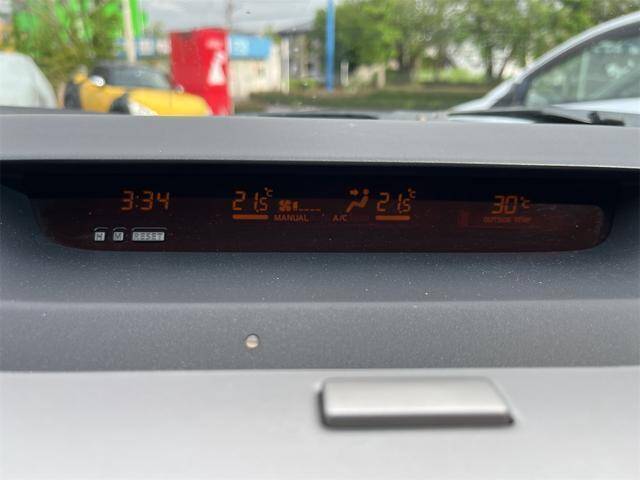 3:34 21.5°C MANUAL A/C 21.5°C 30°C
OUTSIDE TEMP
H M RESET